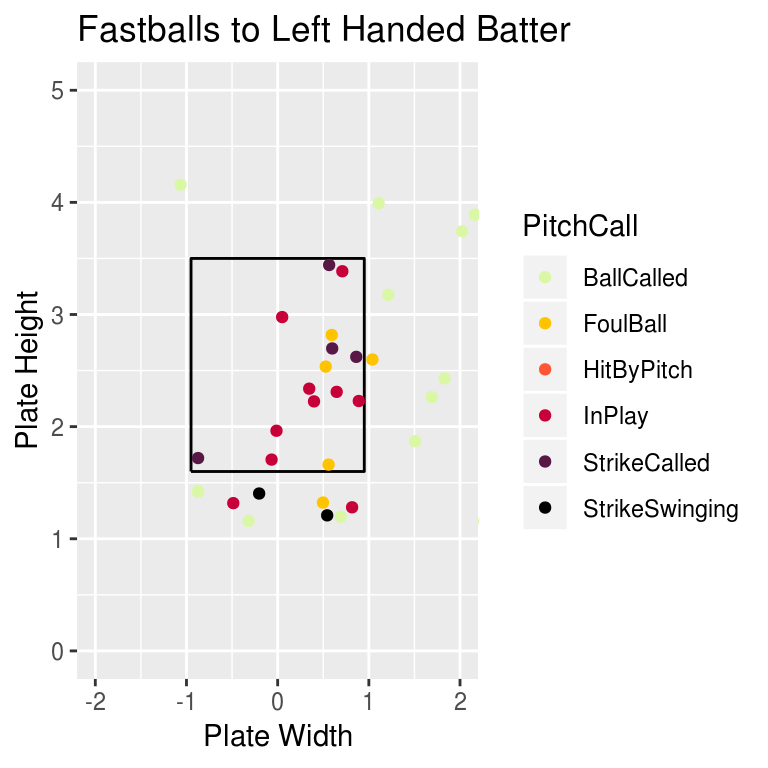 Fastballs to Left Handed Batter
5
4
3
2
1
0
Plate Height
-2 -1 0 1 2
Plate Width
PitchCall
BallCalled
FoulBall
HitByPitch
InPlay
StrikeCalled
StrikeSwinging